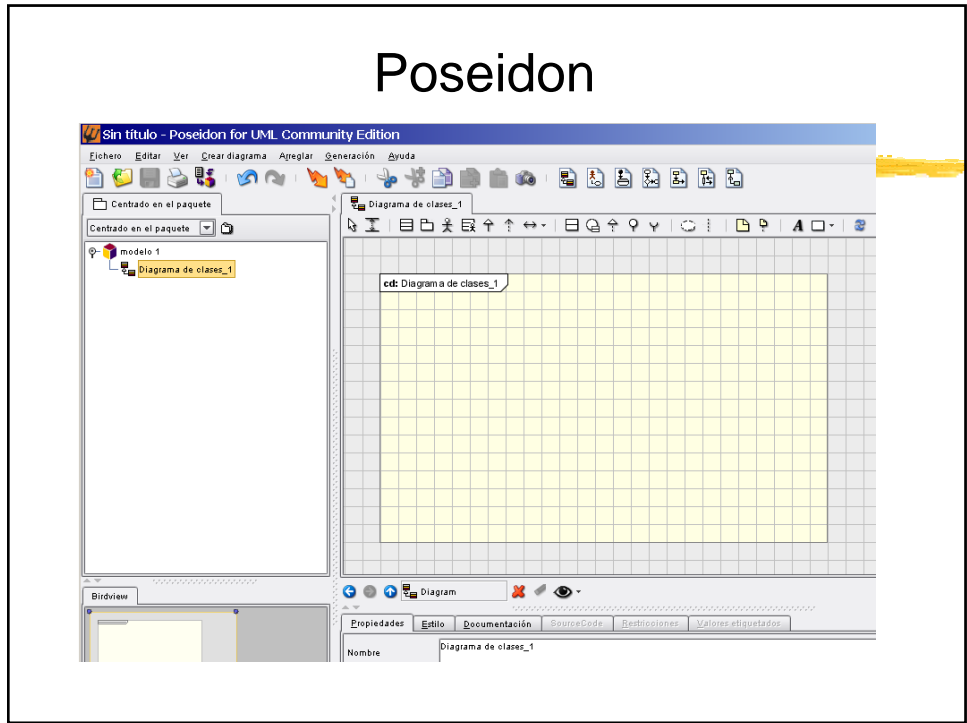 Poseidon
Sin título - Poseidon for UML Community Edition
Fichero Editar Ver Crear diagrama Arreglar Generación Ayuda
Centrado en el paquete
Diagrama de clases_1
Centrado en el paquete
modelo 1
Diagrama de clases_1
cd: Diagrama de clases_1
A
Diagram
Birdview
Propiedades Estilo Documentación SourceCode Restricciones Valores etiquetados
Nombre
Diagrama de clases_1